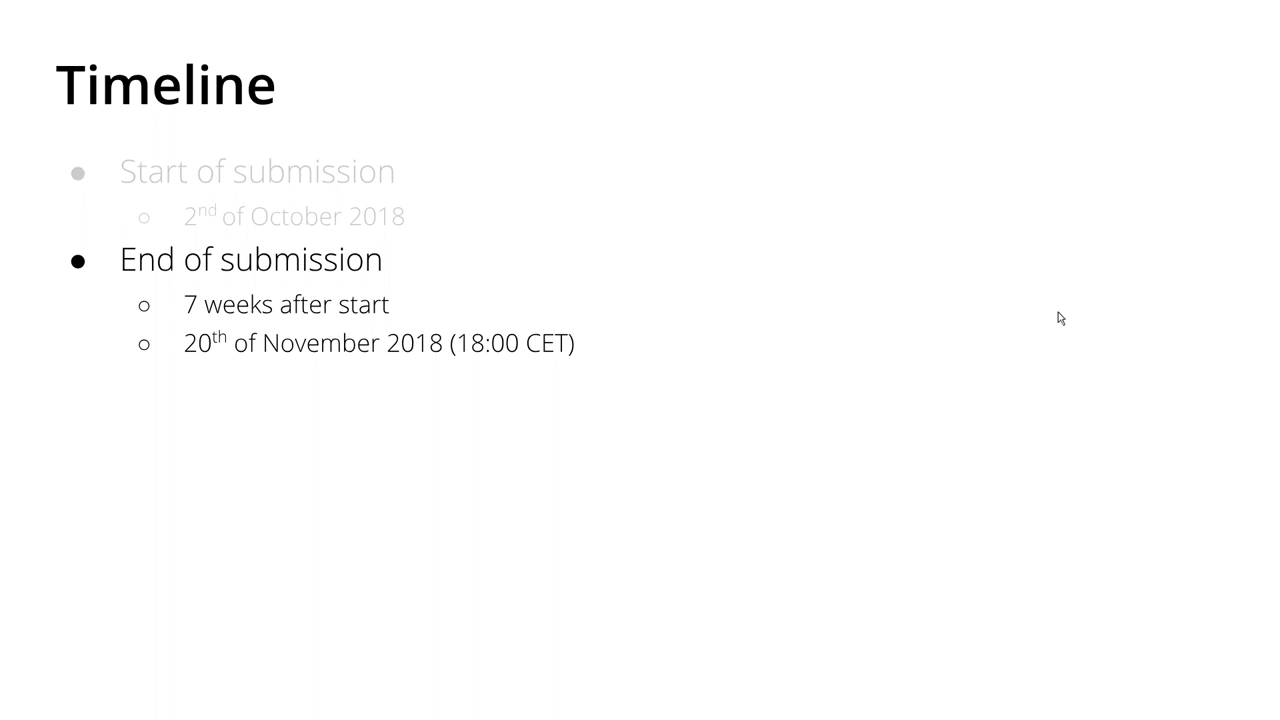 Timeline
● Start of submission
○ 2nd of October 2018
● End of submission
○ 7 weeks after start
○ 20th of November 2018 (18:00 CET)